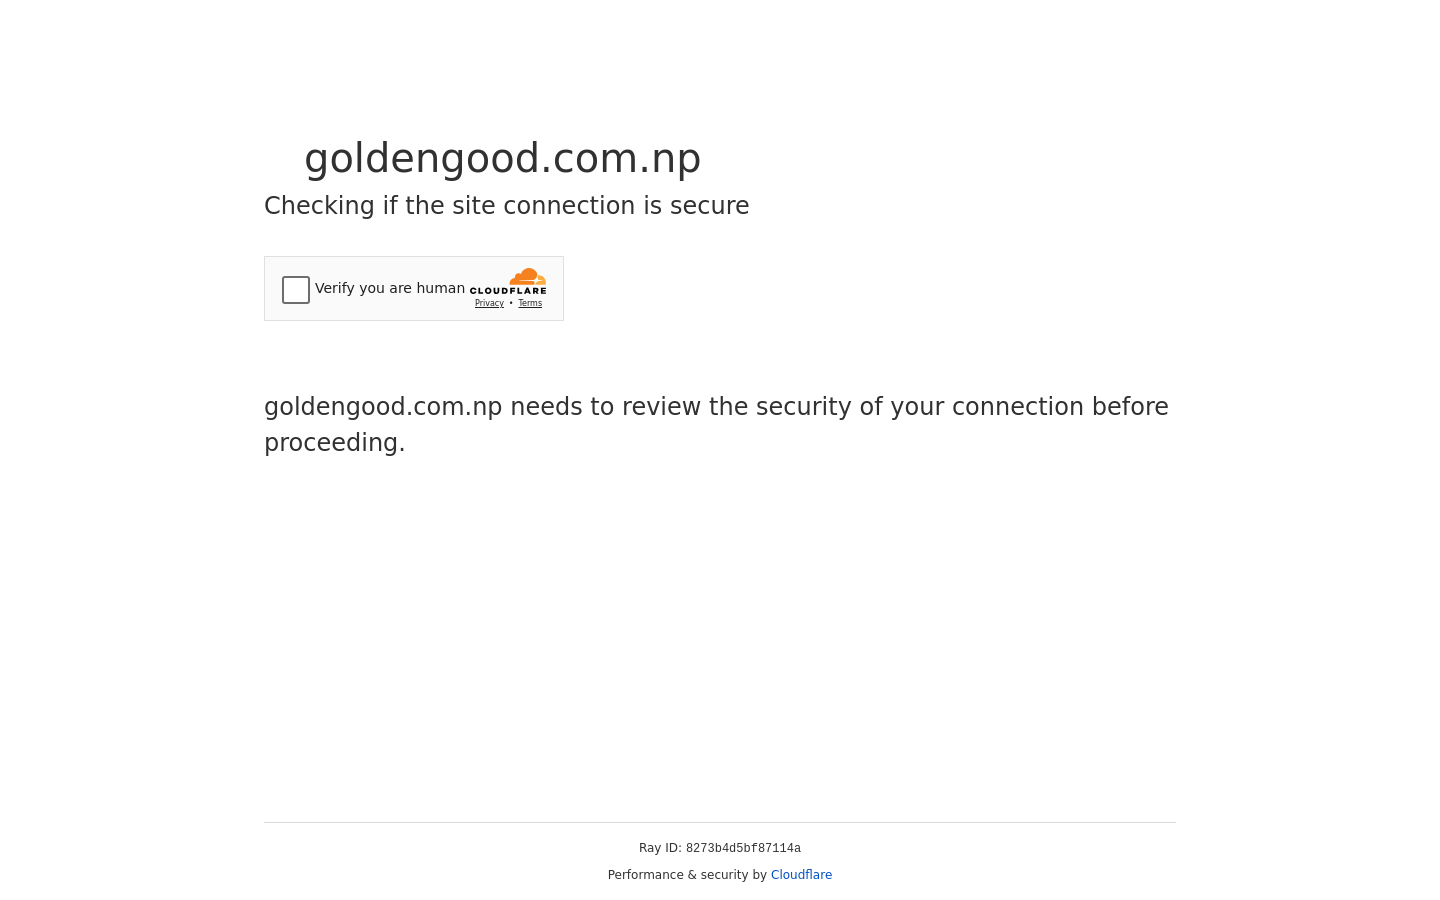 goldengood.com.np
Checking if the site connection is secure
Verify you are human
CLOUDFLARE
Privacy • Terms
goldengood.com.np needs to review the security of your connection before
proceeding.
Ray ID: 8273b4d5bf87114a
Performance & security by Cloudflare